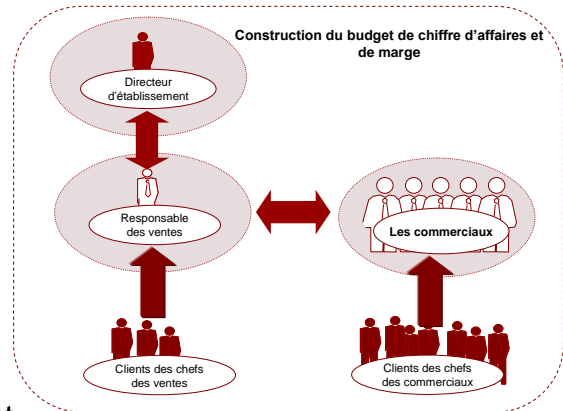 Construction du budget de chiffre d'affaires et
de marge
Directeur
d'établissement
Responsable
des ventes
Les commerciaux
Clients des chefs
des ventes
Clients des chefs
des commerciaux